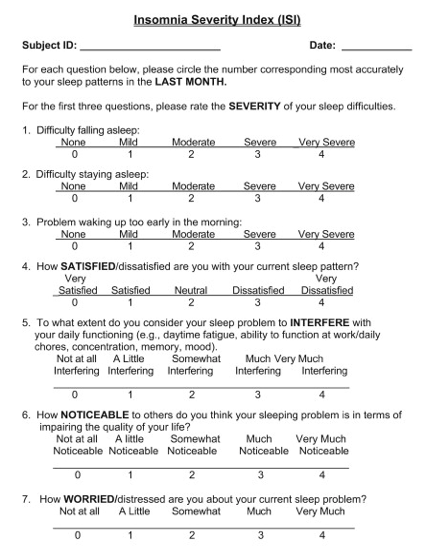 Insomnia Severity Index (ISI)
Subject ID: Date:
For each question below, please circle the number corresponding most accurately
to your sleep patterns in the LAST MONTH.
For the first three questions, please rate the SEVERITY of your sleep difficulties.
1. Difficulty falling asleep:
None Mild Moderate Severe Very Severe
0 1 2 3 4
2. Difficulty staying asleep:
None Mild Moderate Severe Very Severe
0 1 2 3 4
3. Problem waking up too early in the morning:
None Mild Moderate Severe Very Severe
0 1 2 3 4
4. How SATISFIED/dissatisfied are you with your current sleep pattern?
Very Very
Satisfied Satisfied Neutral Dissatisfied Dissatisfied
0 1 2 3 4
5. To what extent do you consider your sleep problem to INTERFERE with
your daily functioning (e.g., daytime fatigue, ability to function at work/daily
chores, concentration, memory, mood).
Not at all A Little Somewhat Much Very Much
Interfering Interfering Interfering Interfering Interfering
0 1 2 3 4
6. How NOTICEABLE to others do you think your sleeping problem is in terms of
impairing the quality of your life?
Not at all A little Somewhat Much Very Much
Noticeable Noticeable Noticeable Noticeable Noticeable
0 1 2 3 4
7. How WORRIED/distressed are you about your current sleep problem?
Not at all A Little Somewhat Much Very Much
0 1 2 3 4